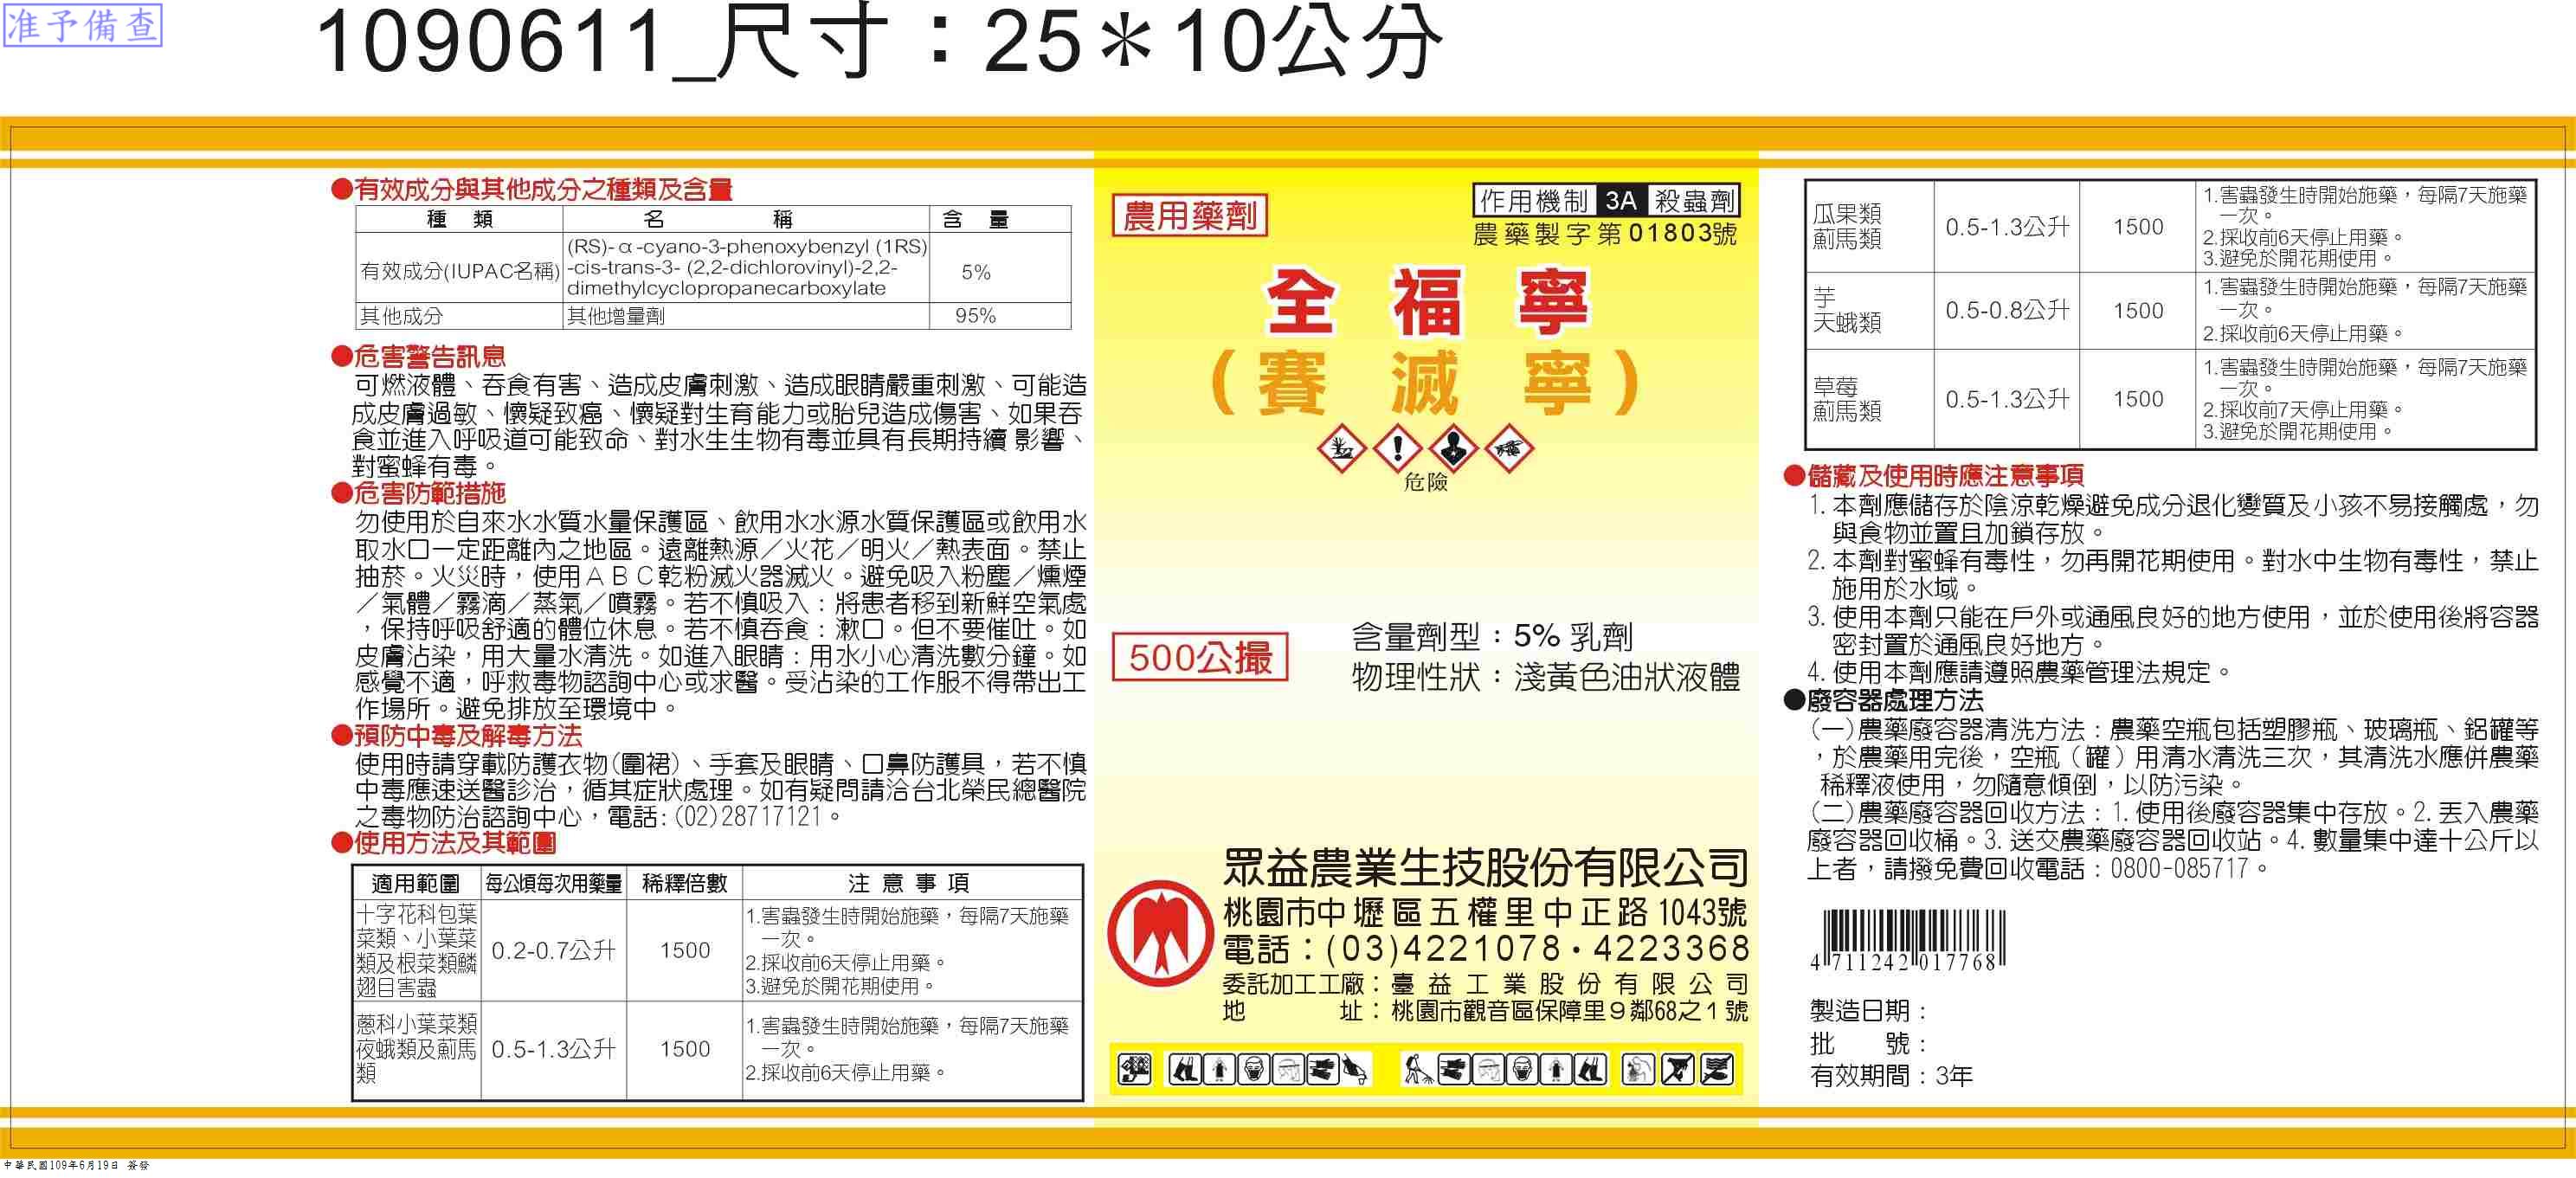 准予備查
1090611_尺寸：25＊10公分
●有效成分與其他成分之種類及含量
種 類 名 稱 含 量
有效成分(IUPAC名稱) (RS)-α-cyano-3-phenoxybenzyl (1RS)
-cis-trans-3- (2,2-dichlorovinyl)-2,2-
dimethylcyclopropanecarboxylate 5%
其他成分 其他增量劑 95%
●危害警告訊息
可燃液體、吞食有害、造成皮膚刺激、造成眼睛嚴重刺激、可能造
成皮膚過敏、懷疑致癌、懷疑對生育能力或胎兒造成傷害、如果吞
食並進入呼吸道可能致命、對水生生物有毒並具有長期持續 影響、
對蜜蜂有毒。
●危害防範措施
勿使用於自來水水質水量保護區、飲用水水源水質保護區或飲用水
取水口一定距離內之地區。遠離熱源／火花／明火／熱表面。禁止
抽菸。火災時，使用ＡＢＣ乾粉滅火器滅火。避免吸入粉塵／燻煙
／氣體／霧滴／蒸氣／噴霧。若不慎吸入：將患者移到新鮮空氣處
，保持呼吸舒適的體位休息。若不慎吞食：漱口。但不要催吐。如
皮膚沾染，用大量水清洗。如進入眼睛：用水小心清洗數分鐘。如
感覺不適，呼救毒物諮詢中心或求醫。受沾染的工作服不得帶出工
作場所。避免排放至環境中。
●預防中毒及解毒方法
使用時請穿載防護衣物(圍裙)、手套及眼睛、口鼻防護具，若不慎
中毒應速送醫診治，循其症狀處理。如有疑問請洽台北榮民總醫院
之毒物防治諮詢中心，電話:(02)28717121。
●使用方法及其範圍
適用範圍 每公頃每次用藥量 稀釋倍數 注 意 事 項
十字花科包葉
菜類、小葉菜
類及根菜類鱗
翅目害蟲 0.2-0.7公升 1500 1.害蟲發生時開始施藥，每隔7天施藥
一次。
2.採收前6天停止用藥。
3.避免於開花期使用。
蔥科小葉菜類
夜蛾類及薊馬
類 0.5-1.3公升 1500 1.害蟲發生時開始施藥，每隔7天施藥
一次。
2.採收前6天停止用藥。
農用藥劑
作用機制 3A 殺蟲劑
農藥製字第01803號
全 福 寧
(賽 滅 寧)
危險
500公撮
含量劑型：5% 乳劑
物理性狀：淺黃色油狀液體
眾益農業生技股份有限公司
桃園市中壢區五權里中正路1043號
電話：(03)4221078・4223368
委託加工工廠：臺益工業股份有限公司
地 址：桃園市觀音區保障里９鄰68之１號
瓜果類
薊馬類 0.5-1.3公升 1500 1.害蟲發生時開始施藥，每隔7天施藥
一次。
2.採收前6天停止用藥。
3.避免於開花期使用。
芋
天蛾類 0.5-0.8公升 1500 1.害蟲發生時開始施藥，每隔7天施藥
一次。
2.採收前6天停止用藥。
草莓
薊馬類 0.5-1.3公升 1500 1.害蟲發生時開始施藥，每隔7天施藥
一次。
2.採收前7天停止用藥。
3.避免於開花期使用。
●儲藏及使用時應注意事項
1.本劑應儲存於陰涼乾燥避免成分退化變質及小孩不易接觸處，勿
與食物並置且加鎖存放。
2.本劑對蜜蜂有毒性，勿再開花期使用。對水中生物有毒性，禁止
施用於水域。
3.使用本劑只能在戶外或通風良好的地方使用，並於使用後將容器
密封置於通風良好地方。
4.使用本劑應請遵照農藥管理法規定。
●廢容器處理方法
(一)農藥廢容器清洗方法：農藥空瓶包括塑膠瓶、玻璃瓶、鋁罐等
，於農藥用完後，空瓶（罐）用清水清洗三次，其清洗水應併農藥
稀釋液使用，勿隨意傾倒，以防污染。
(二)農藥廢容器回收方法：1.使用後廢容器集中存放。2.丟入農藥
廢容器回收桶。3.送交農藥廢容器回收站。4.數量集中達十公斤以
上者，請撥免費回收電話：0800-085717。
4 711242 017768
製造日期：
批 號：
有效期間：3年
中華民國109年6月19日 簽發